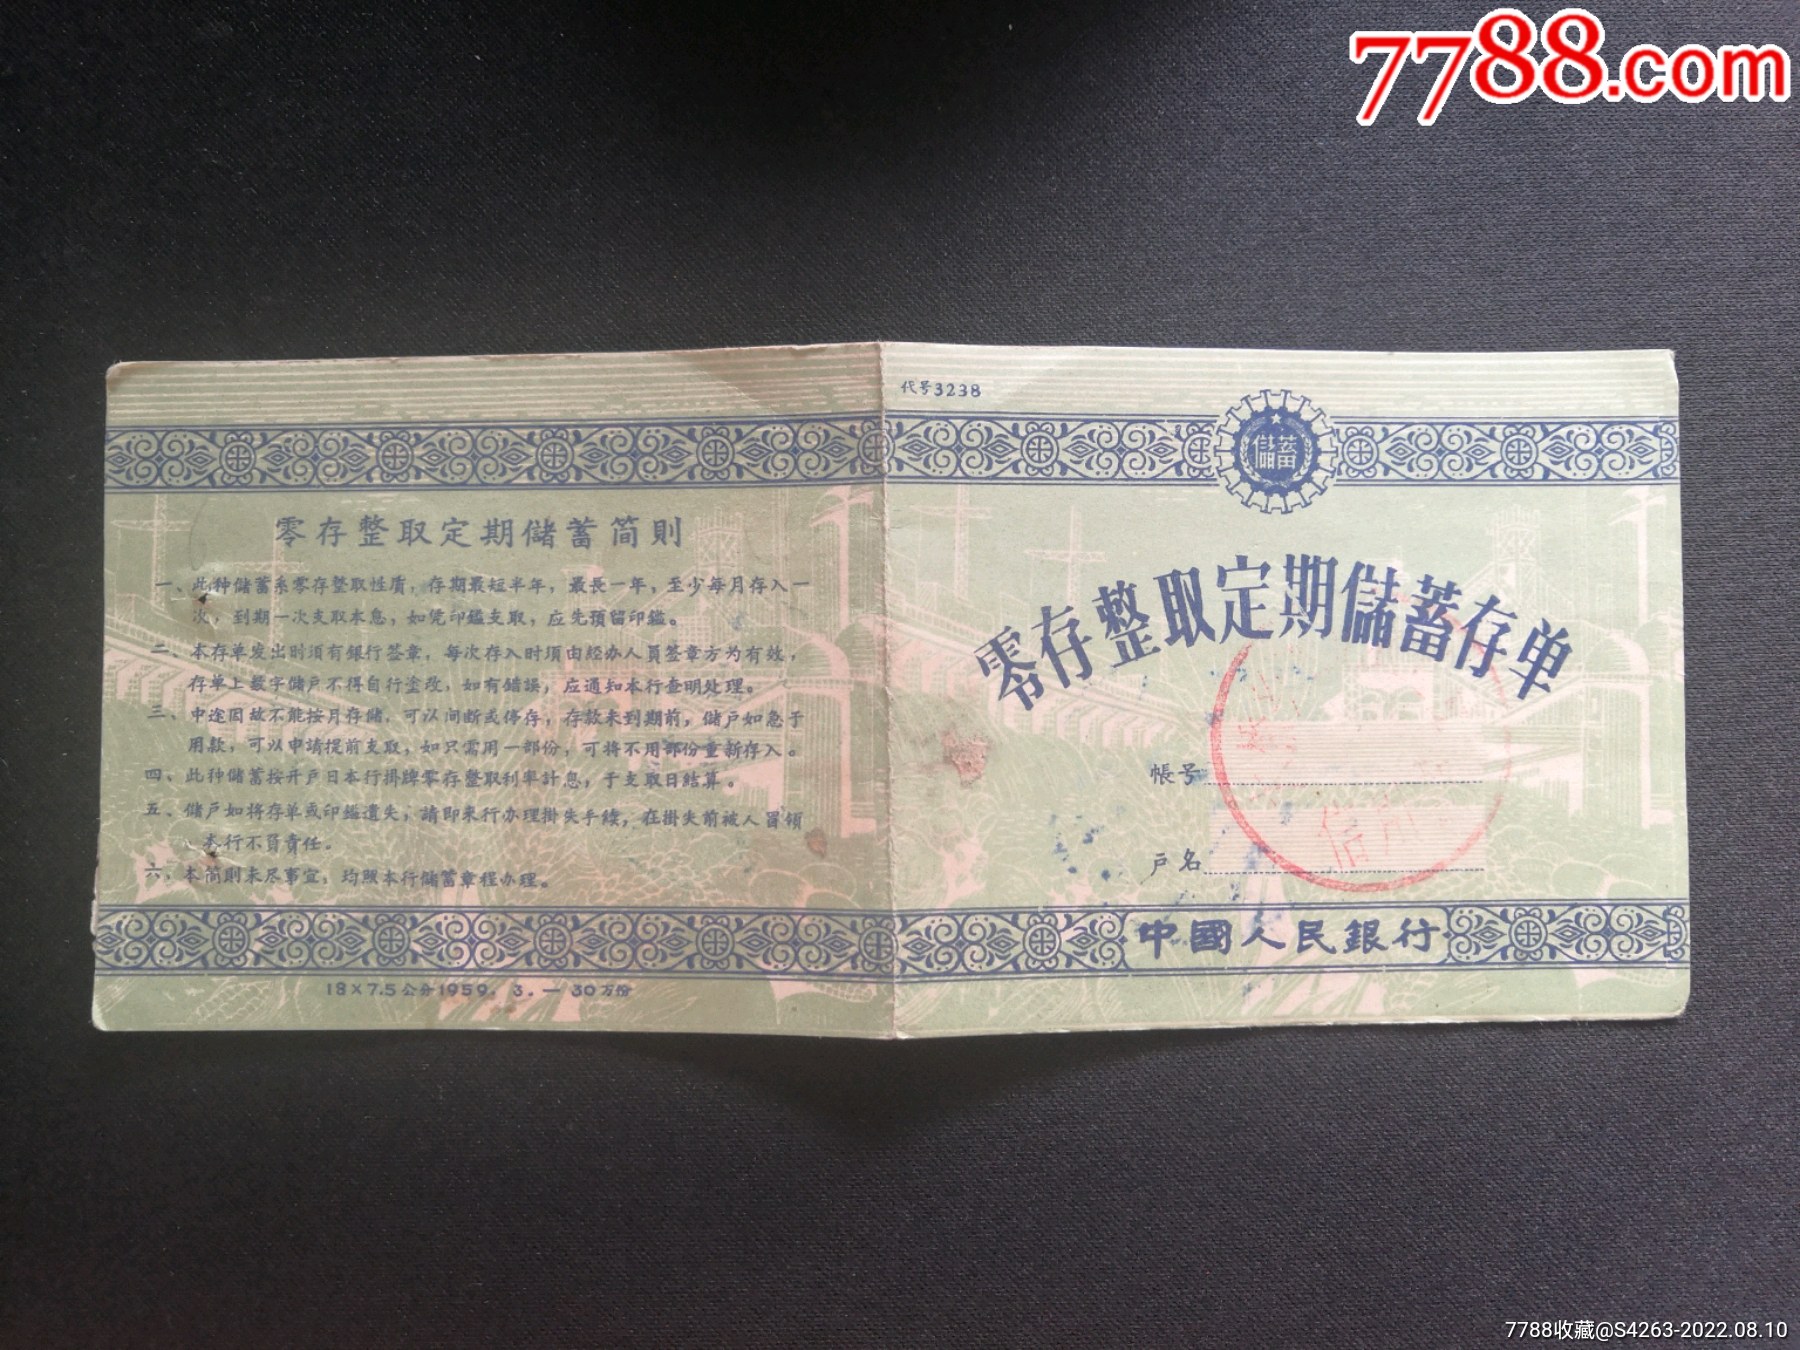 7788.com
代号3238
儲蓄
零存整取定期儲蓄存单
帳号
户名
中國人民銀行
零存整取定期儲蓄简则
一、此种儲蓄系零存整取性质，存期最短半年，最長一年，至少每月存入一
次，到期一次支取本息，如凭印鑑支取，应先預留印鑑。
二、本存单发出时須有銀行签章，每次存入时須由經办人員签章方为有效，
存单上数字儲户不得自行塗改，如有錯誤，应通知本行查明处理。
三、中途因故不能按月存儲，可以间断或停存，存款未到期前，儲户如急于
用款，可以申請提前支取，如只需用一部份，可将不用部份重新存入。
四、此种儲蓄按开户日本行掛牌零存整取利率計息，于支取日結算。
五、儲户如将存单或印鑑遺失，請即来行办理掛失手續，在掛失前被人冒領
本行不負責任。
六、本简則未尽事宜，均照本行儲蓄章程办理。
18×7.5公分1959．3．—30万份
7788收藏@S4263-2022.08.10